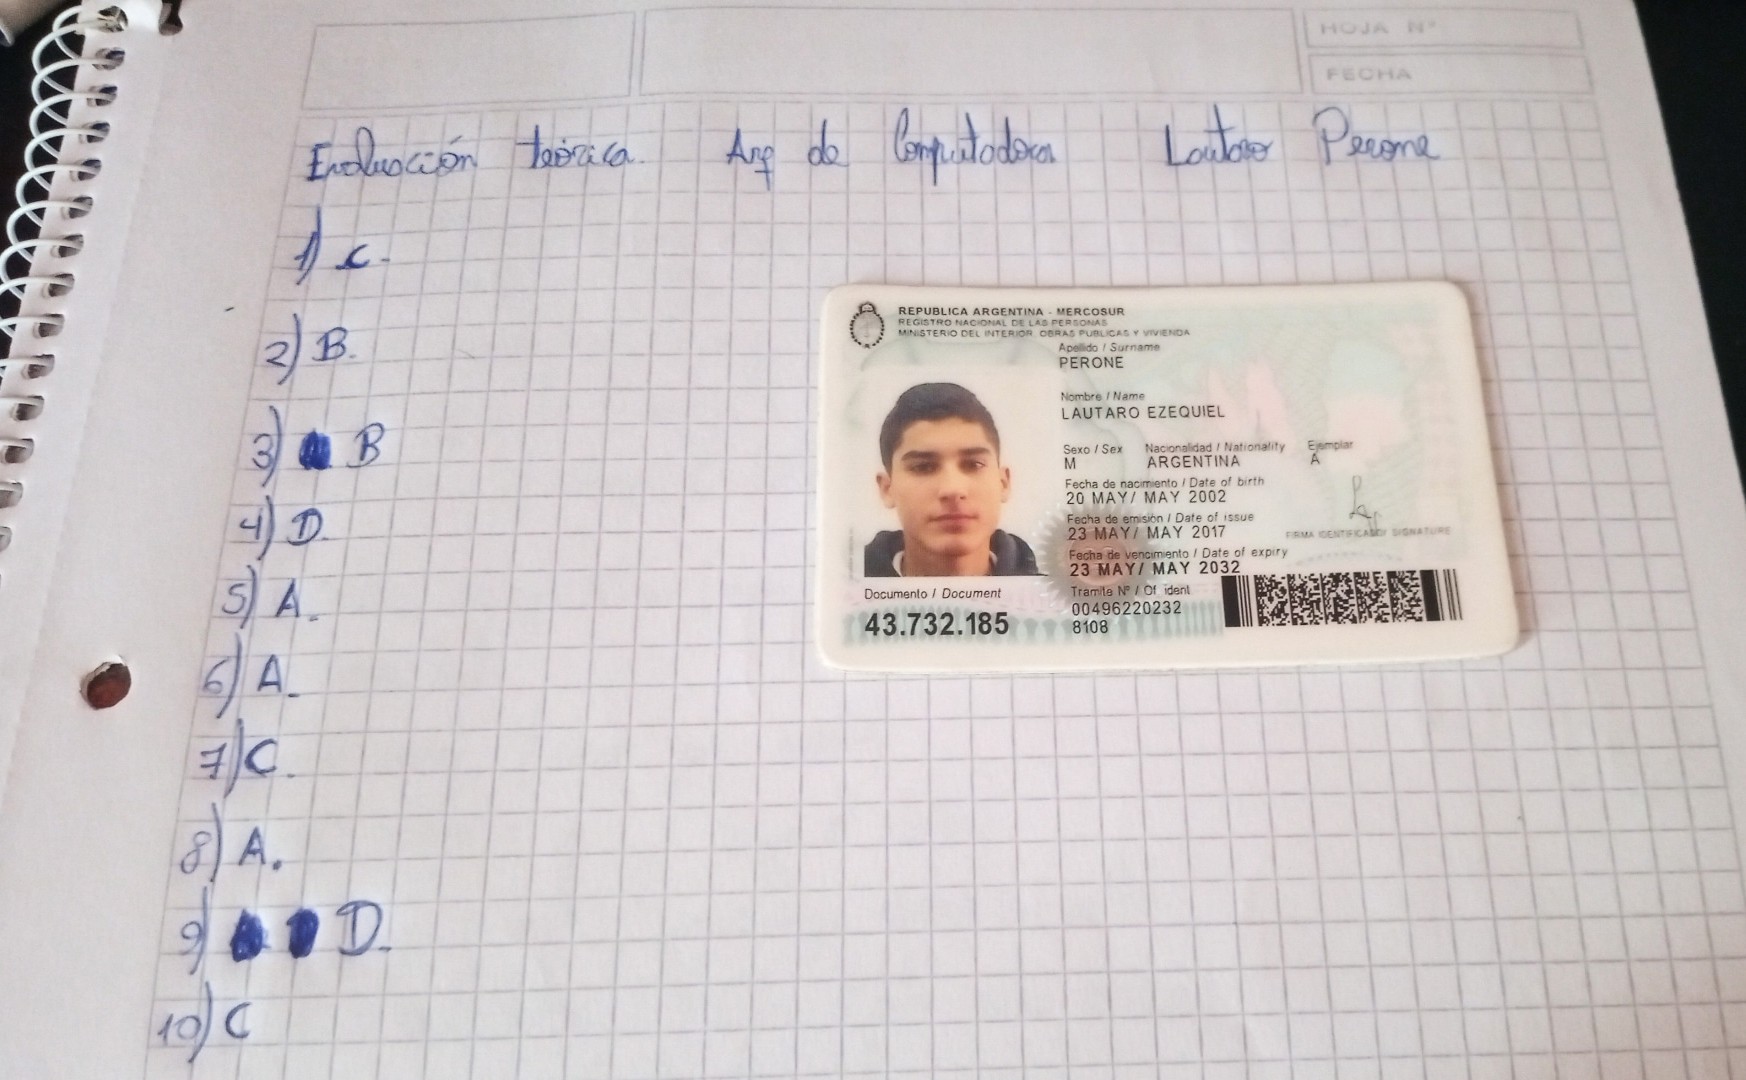 HOJA Nº
FECHA
Evaluación teórica. Arq de Computadora Lautaro Perone
1) C.
2) B.
3) B
4) D.
5) A.
6) A.
7) C.
8) A.
9) D.
10) C
REPUBLICA ARGENTINA - MERCOSUR
REGISTRO NACIONAL DE LAS PERSONAS
MINISTERIO DEL INTERIOR, OBRAS PUBLICAS Y VIVIENDA
Apellido / Surname
PERONE
Nombre / Name
LAUTARO EZEQUIEL
Sexo / Sex Nacionalidad / Nationality Ejemplar
M ARGENTINA A
Fecha de nacimiento / Date of birth
20 MAY/ MAY 2002
Fecha de emisión / Date of issue
23 MAY/ MAY 2017
FIRMA IDENTIFICADO/ SIGNATURE
Fecha de vencimiento / Date of expiry
23 MAY/ MAY 2032
Documento / Document
43.732.185
Tramite Nº / Of. ident
00496220232
8108